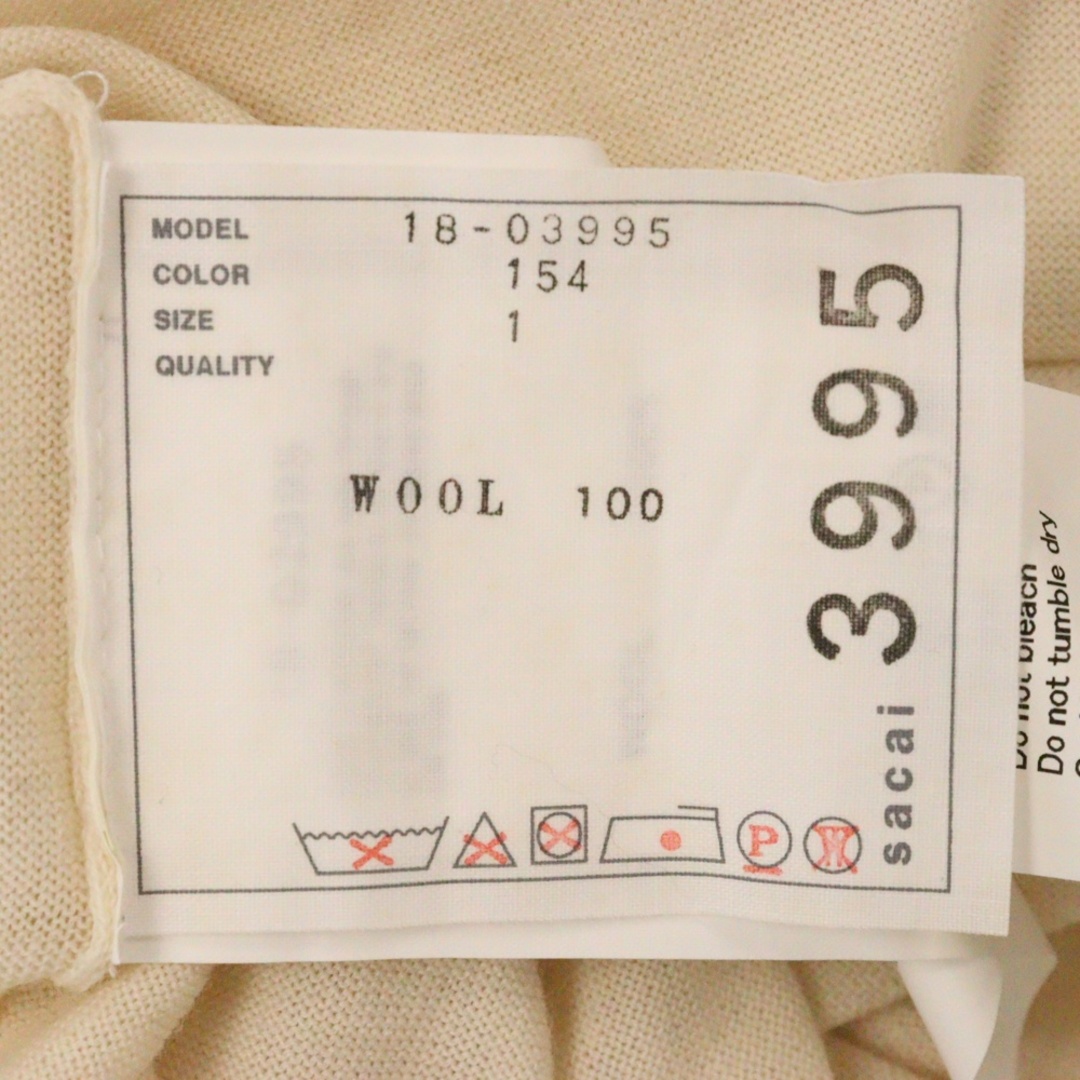 MODEL 18-03995
COLOR 154
SIZE 1
QUALITY
WOOL 100
P
W
sacai 3995
Do not bleach
Do not tumble dry